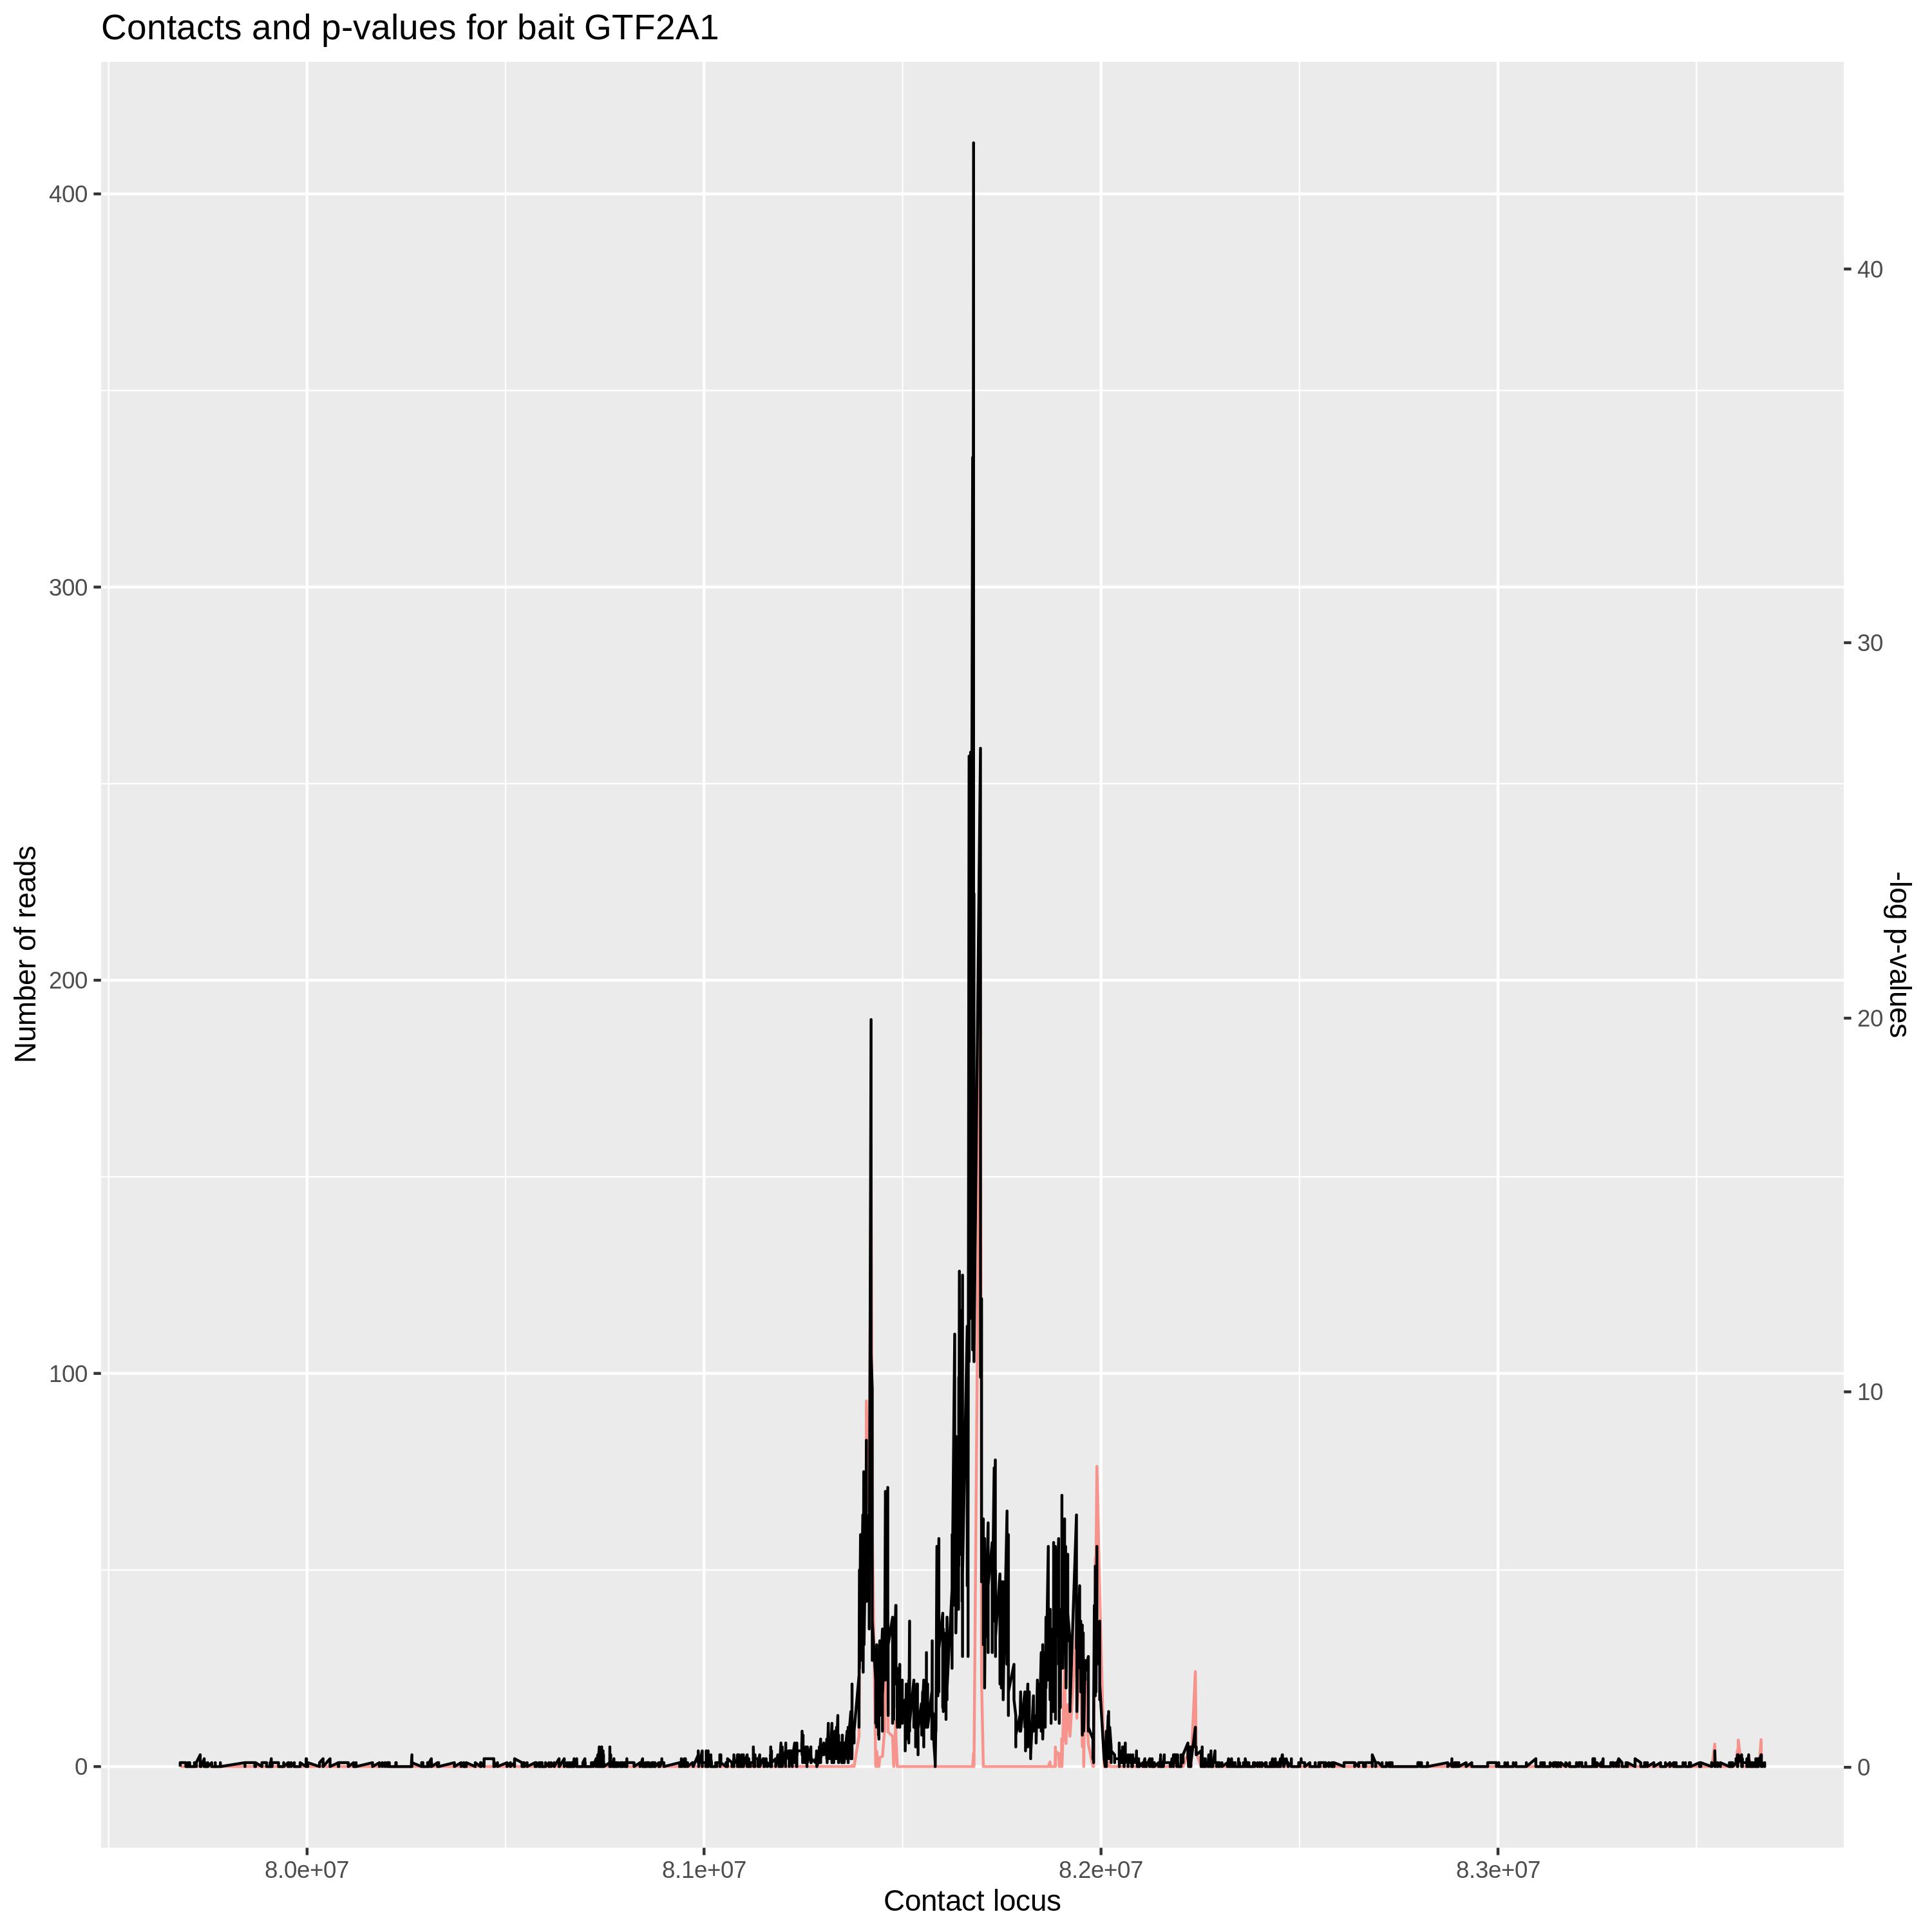 Contacts and p-values for bait GTF2A1
400
300
200
100
0
Number of reads
40
30
20
10
0
-log p-values
8.0e+07
8.1e+07
8.2e+07
8.3e+07
Contact locus